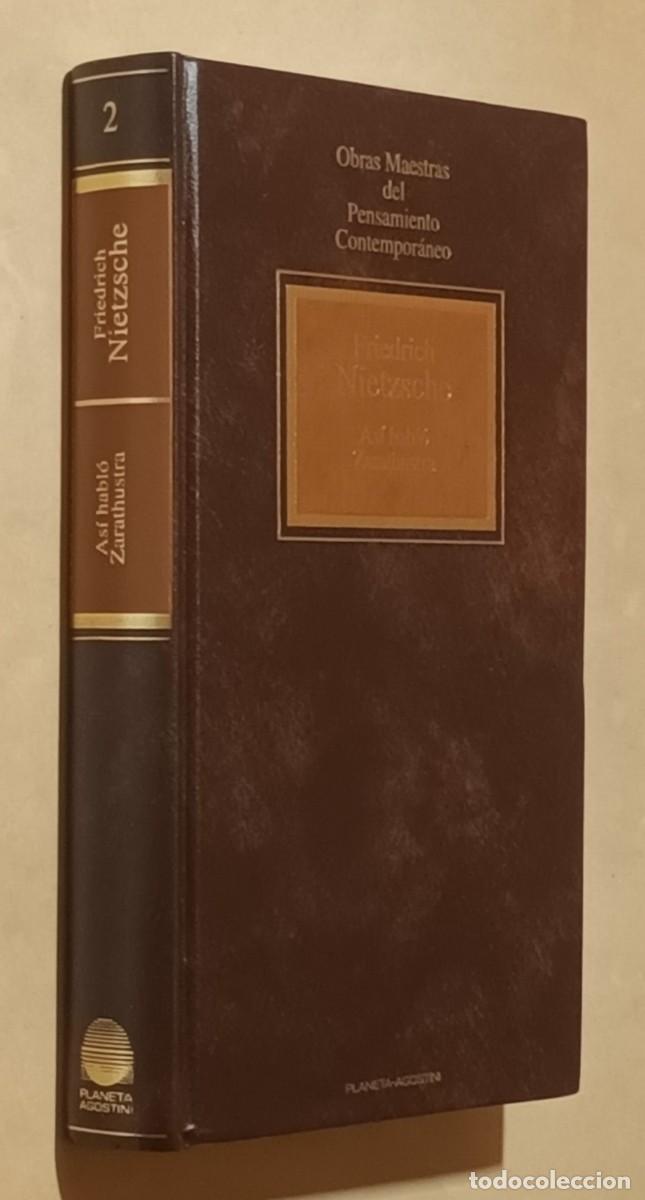 2
Friedrich
Nietzsche
Así habló
Zarathustra
PLANETA
AGOSTINI
Obras Maestras
del
Pensamiento
Contemporáneo
Friedrich
Nietzsche
Así habló
Zarathustra
PLANETA-AGOSTINI
todocoleccion